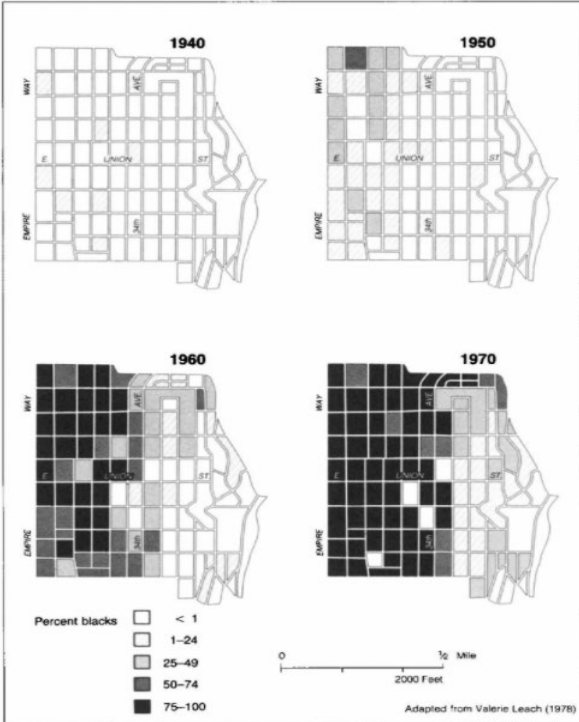 1940
WAY
AVE
E UNION ST.
EMPIRE
34th
1950
WAY
AVE
E UNION ST.
EMPIRE
34th
1960
WAY
AVE
E UNION ST.
EMPIRE
34th
1970
WAY
AVE
E UNION ST.
EMPIRE
34th
Percent blacks
< 1
1–24
25–49
50–74
75–100
0 ½ Mile
2000 Feet
Adapted from Valerie Leach (1978)